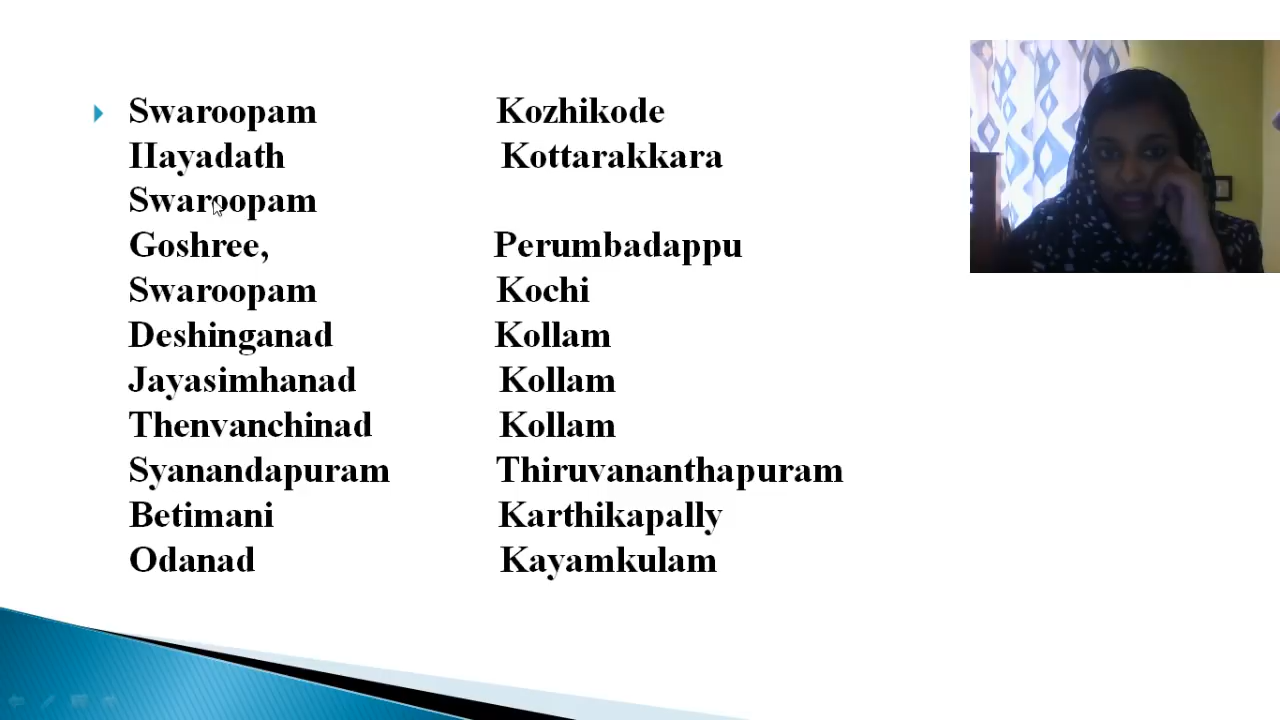 Swaroopam Kozhikode
IIayadath Kottarakkara
Swaroopam
Goshree, Perumbadappu
Swaroopam Kochi
Deshinganad Kollam
Jayasimhanad Kollam
Thenvanchinad Kollam
Syanandapuram Thiruvananthapuram
Betimani Karthikapally
Odanad Kayamkulam